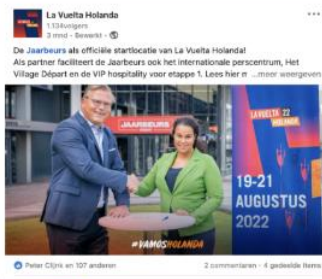 La Vuelta Holanda
1.134 volgers
3 mnd • Bewerkt •
De Jaarbeurs als officiële startlocatie van La Vuelta Holanda!
Als partner faciliteert de Jaarbeurs ook het internationale perscentrum, Het
Village Départ en de VIP hospitality voor etappe 1. Lees hier m ...meer weergeven
JAARBEURS
LA VUELTA 22
HOLANDA
19-21
AUGUSTUS
2022
#VAMOSHOLANDA
Peter Clijnk en 107 anderen
2 commentaren • 4 gedeelde items